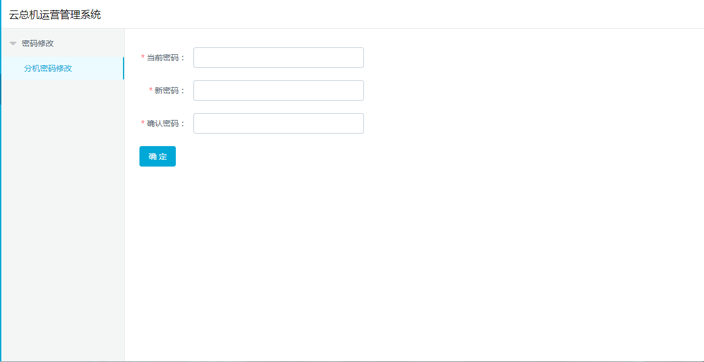 云总机运营管理系统
密码修改
分机密码修改
* 当前密码：
* 新密码：
* 确认密码：
确 定